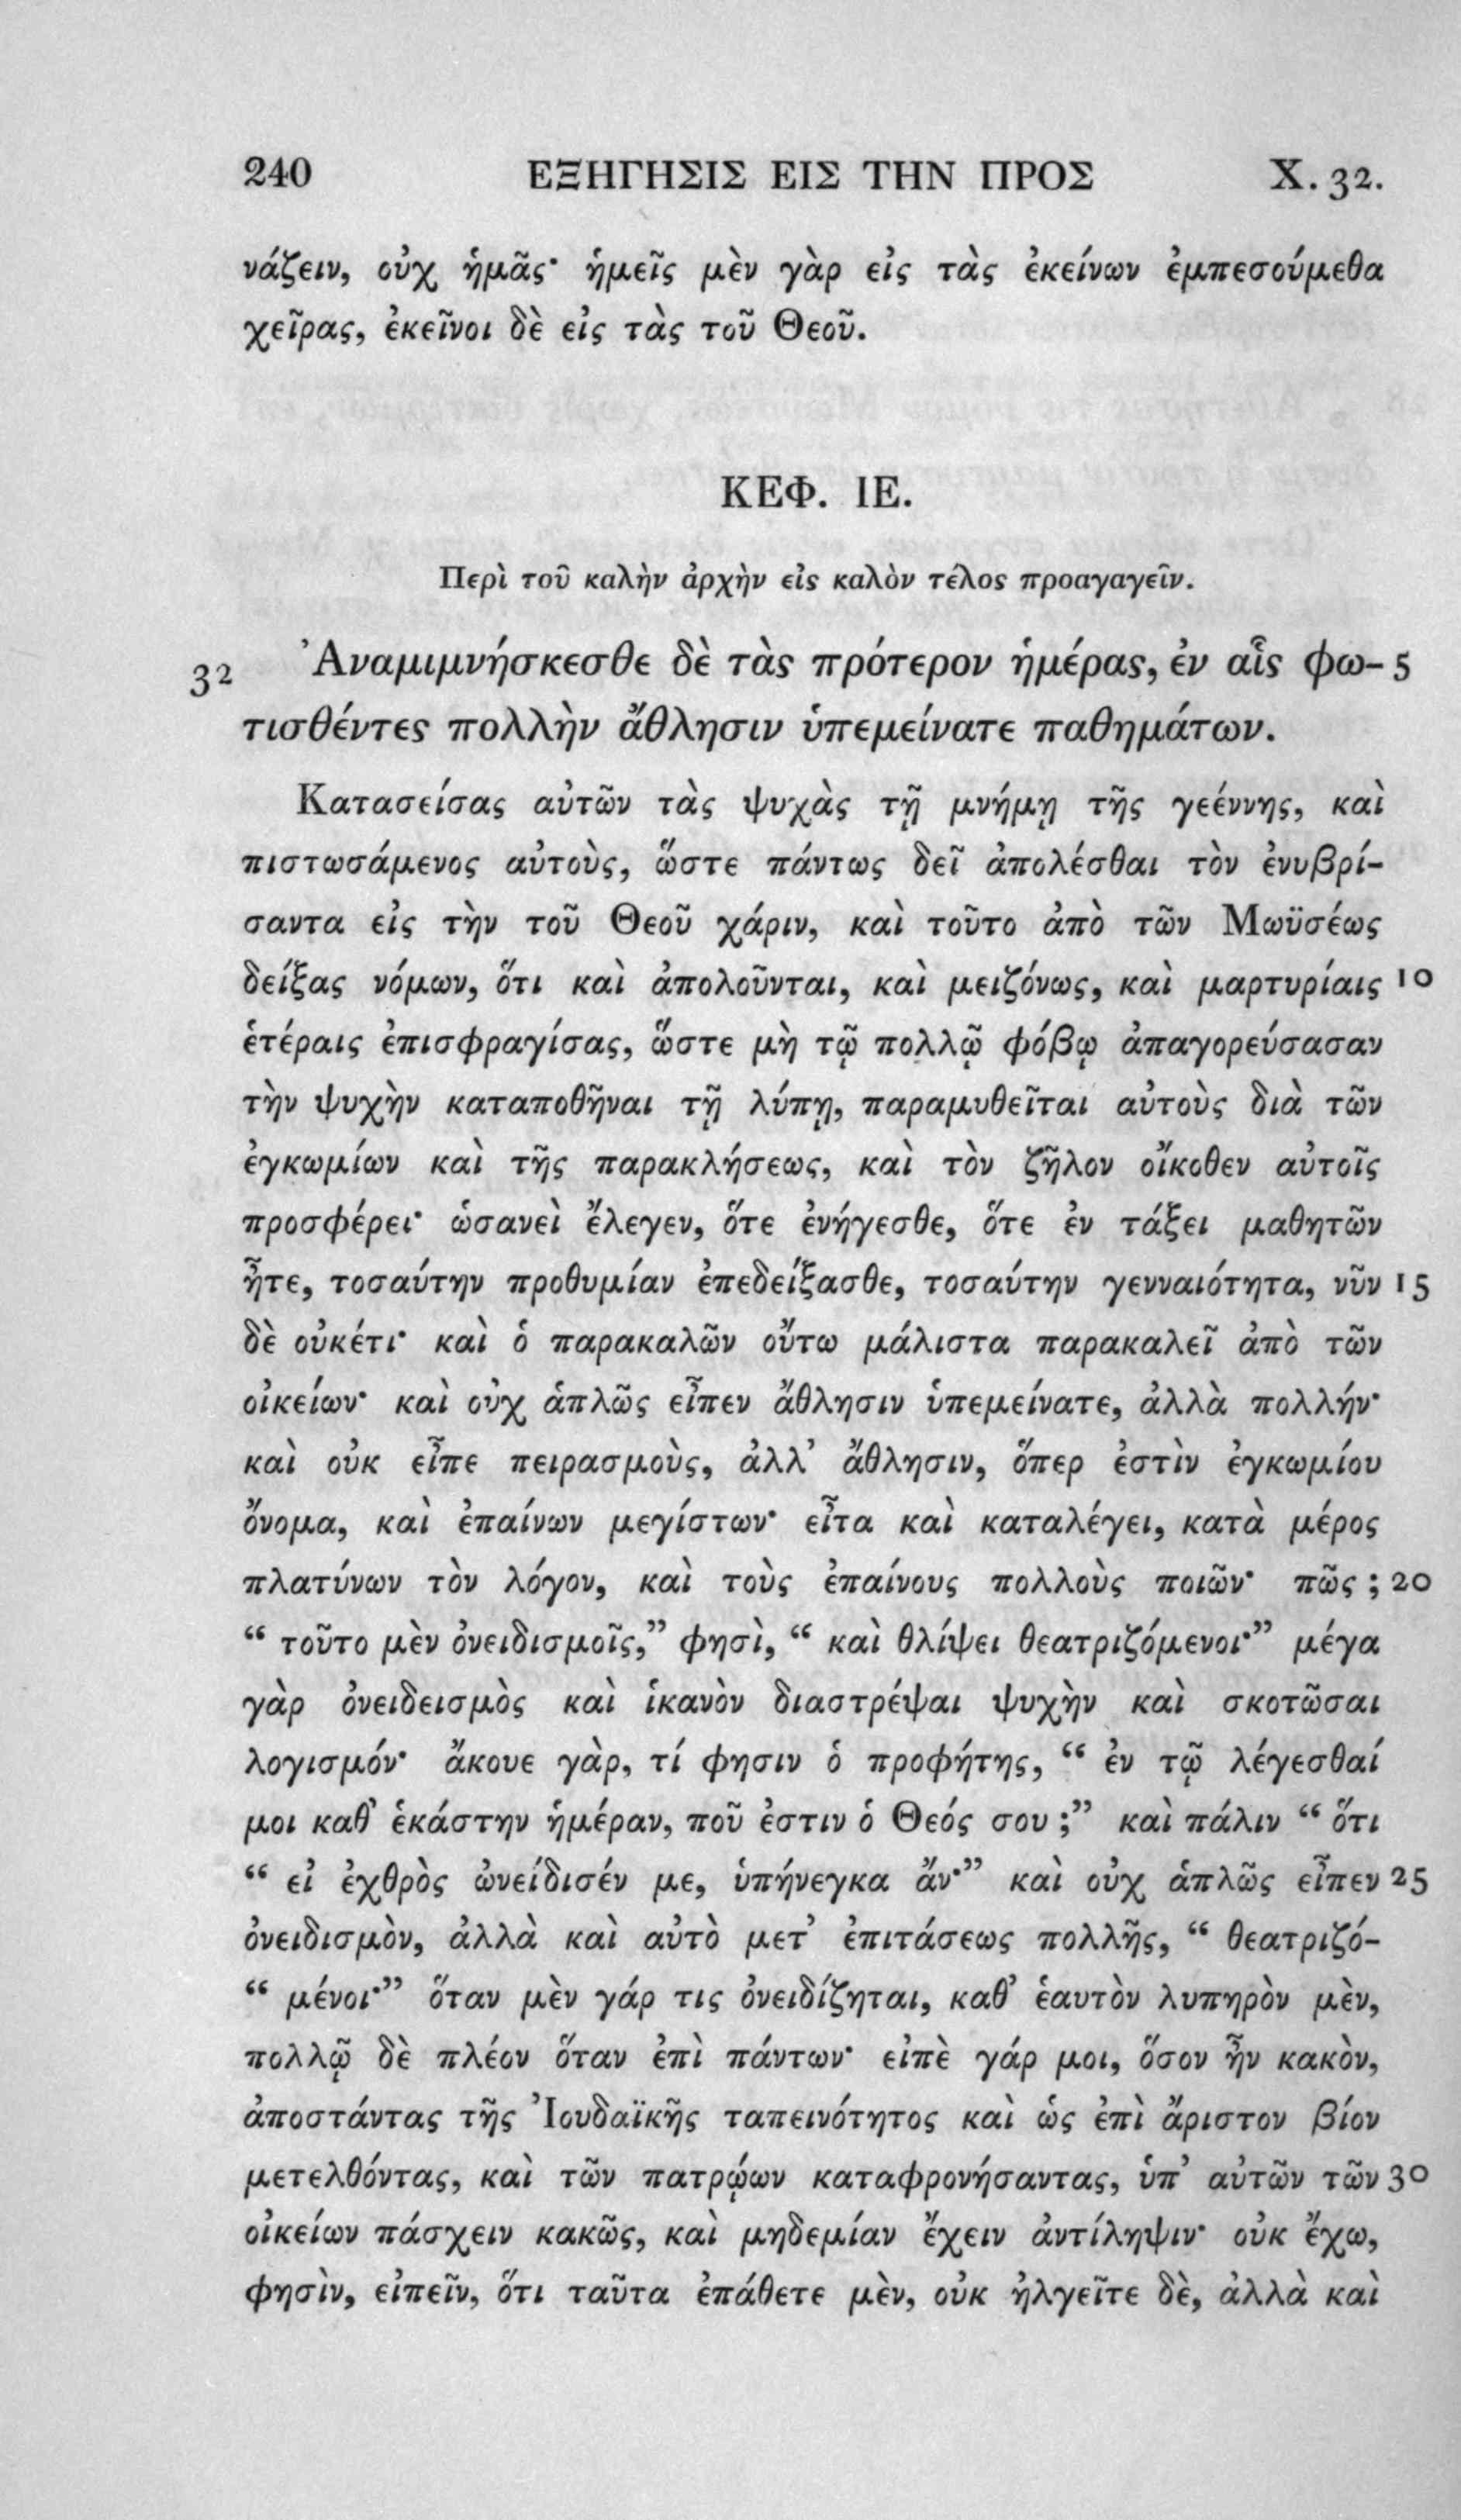 240 ΕΞΗΓΗΣΙΣ ΕΙΣ ΤΗΝ ΠΡΟΣ X. 32.
νάζειν, οὐχ ἡμᾶς· ἡμεῖς μὲν γὰρ εἰς τὰς ἐκείνων ἐμπεσούμεθα
χεῖρας, ἐκεῖνοι δὲ εἰς τὰς τοῦ Θεοῦ.
ΚΕΦ. ΙΕ.
Περὶ τοῦ καλὴν ἀρχὴν εἰς καλὸν τέλος προαγαγεῖν.
32 Ἀναμιμνήσκεσθε δὲ τὰς πρότερον ἡμέρας, ἐν αἷς φω- 5
τισθέντες πολλὴν ἄθλησιν ὑπεμείνατε παθημάτων.
Κατασείσας αὐτῶν τὰς ψυχὰς τῇ μνήμῃ τῆς γεέννης, καὶ
πιστωσάμενος αὐτοὺς, ὥστε πάντως δεῖ ἀπολέσθαι τὸν ἐνυβρί-
σαντα εἰς τὴν τοῦ Θεοῦ χάριν, καὶ τοῦτο ἀπὸ τῶν Μωϋσέως
δείξας νόμων, ὅτι καὶ ἀπολοῦνται, καὶ μειζόνως, καὶ μαρτυρίαις 10
ἑτέραις ἐπισφραγίσας, ὥστε μὴ τῷ πολλῷ φόβῳ ἀπαγορεύσασαν
τὴν ψυχὴν καταποθῆναι τῇ λύπῃ, παραμυθεῖται αὐτοὺς διὰ τῶν
ἐγκωμίων καὶ τῆς παρακλήσεως, καὶ τὸν ζῆλον οἴκοθεν αὐτοῖς
προσφέρει· ὡσανεὶ ἔλεγεν, ὅτε ἐνήγεσθε, ὅτε ἐν τάξει μαθητῶν
ἦτε, τοσαύτην προθυμίαν ἐπεδείξασθε, τοσαύτην γενναιότητα, νῦν 15
δὲ οὐκέτι· καὶ ὁ παρακαλῶν οὕτω μάλιστα παρακαλεῖ ἀπὸ τῶν
οἰκείων· καὶ οὐχ ἁπλῶς εἶπεν ἄθλησιν ὑπεμείνατε, ἀλλὰ πολλήν·
καὶ οὐκ εἶπε πειρασμοὺς, ἀλλ’ ἄθλησιν, ὅπερ ἐστὶν ἐγκωμίου
ὄνομα, καὶ ἐπαίνων μεγίστων· εἶτα καὶ καταλέγει, κατὰ μέρος
πλατύνων τὸν λόγον, καὶ τοὺς ἐπαίνους πολλοὺς ποιῶν· πῶς ; 20
“ τοῦτο μὲν ὀνειδισμοῖς,” φησὶ, “ καὶ θλίψει θεατριζόμενοι·” μέγα
γὰρ ὀνειδεισμὸς καὶ ἱκανὸν διαστρέψαι ψυχὴν καὶ σκοτῶσαι
λογισμόν· ἄκουε γὰρ, τί φησιν ὁ προφήτης, “ ἐν τῷ λέγεσθαί
μοι καθ’ ἑκάστην ἡμέραν, ποῦ ἐστιν ὁ Θεός σου ;” καὶ πάλιν “ ὅτι
“ εἰ ἐχθρὸς ὠνείδισέν με, ὑπήνεγκα ἄν·” καὶ οὐχ ἁπλῶς εἶπεν 25
ὀνειδισμὸν, ἀλλὰ καὶ αὐτὸ μετ’ ἐπιτάσεως πολλῆς, “ θεατριζό-
“ μένοι·” ὅταν μὲν γάρ τις ὀνειδίζηται, καθ’ ἑαυτὸν λυπηρὸν μὲν,
πολλῷ δὲ πλέον ὅταν ἐπὶ πάντων· εἰπὲ γάρ μοι, ὅσον ἦν κακὸν,
ἀποστάντας τῆς Ἰουδαϊκῆς ταπεινότητος καὶ ὡς ἐπὶ ἄριστον βίον
μετελθόντας, καὶ τῶν πατρῴων καταφρονήσαντας, ὑπ’ αὐτῶν τῶν 30
οἰκείων πάσχειν κακῶς, καὶ μηδεμίαν ἔχειν ἀντίληψιν· οὐκ ἔχω,
φησὶν, εἰπεῖν, ὅτι ταῦτα ἐπάθετε μὲν, οὐκ ἠλγεῖτε δὲ, ἀλλὰ καὶ